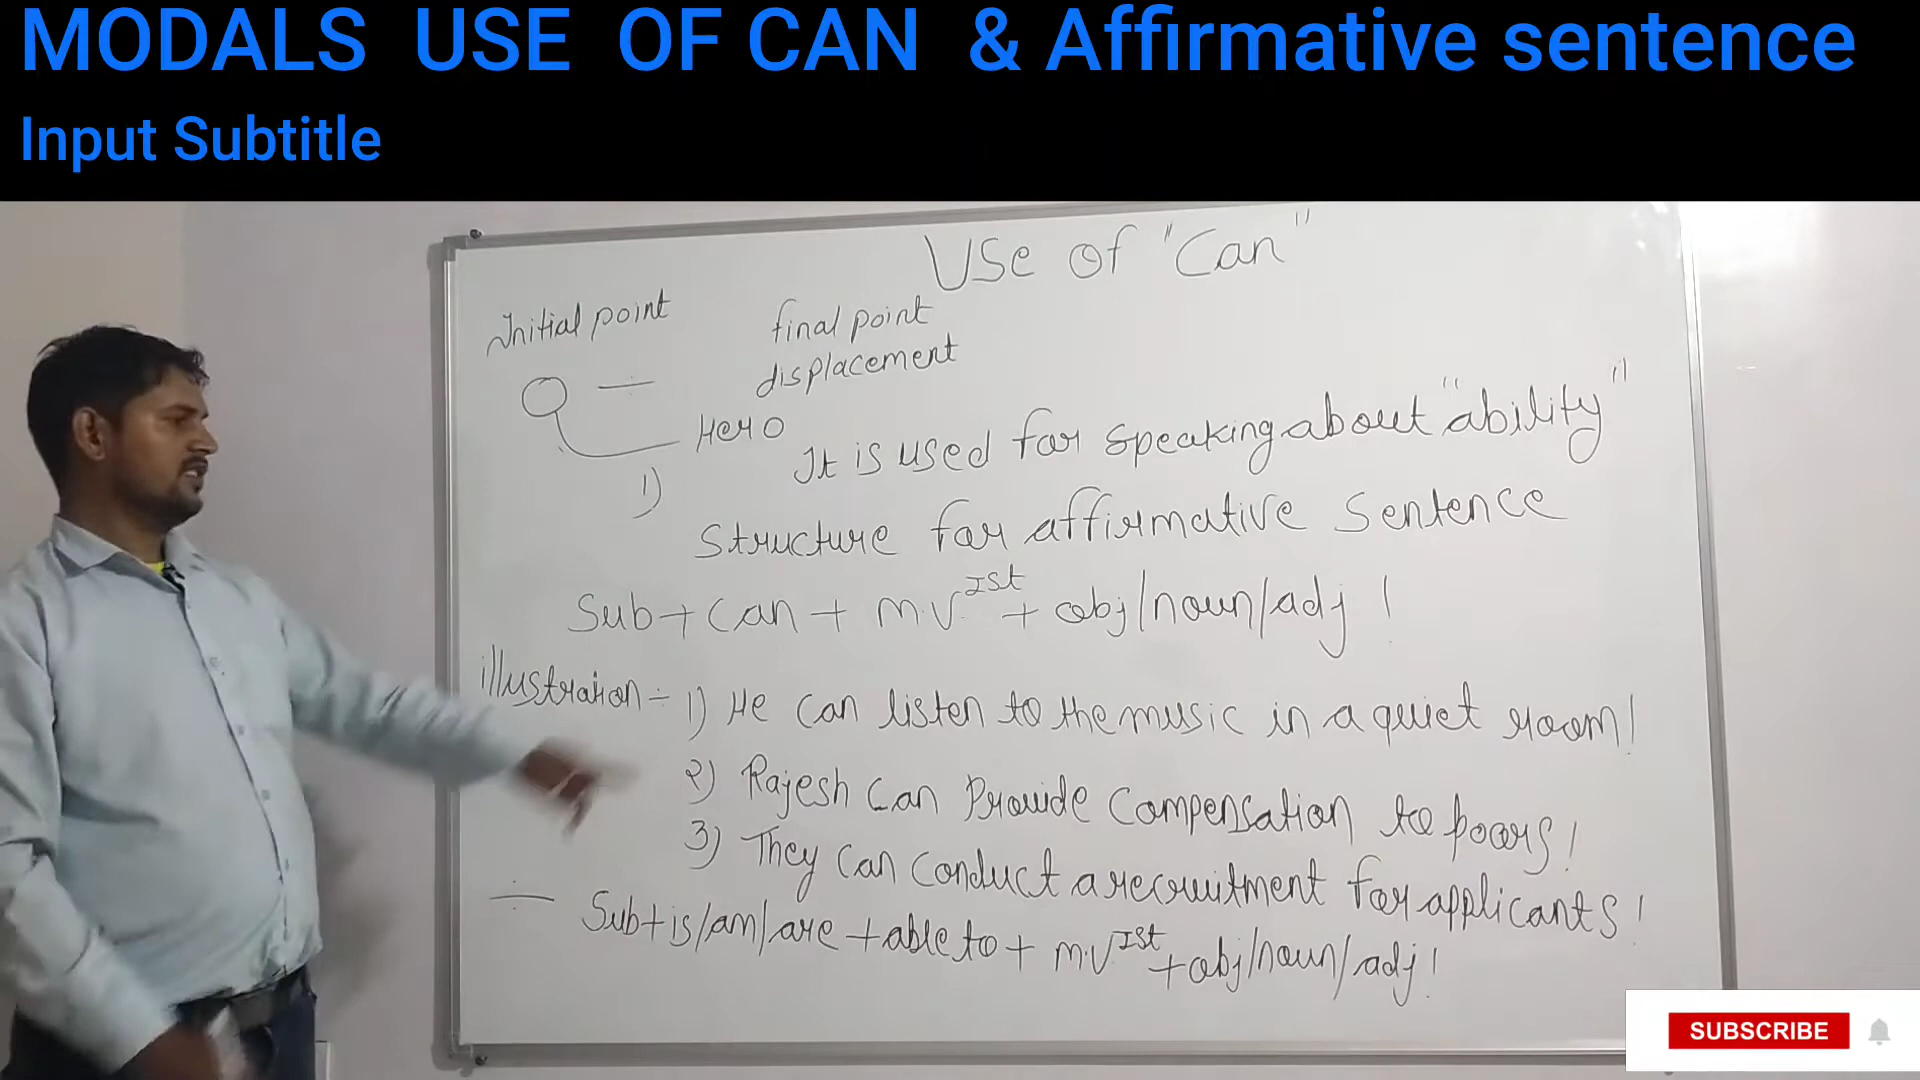 MODALS USE OF CAN & Affirmative sentence
Input Subtitle
Use of "Can"
Initial point
final point
displacement
Hero
1)
It is used for speaking about "ability"
Structure for affirmative Sentence
Sub + can + m.v Ist + obj/noun/adj !
illustration ÷ 1) He can listen to the music in a quiet room!
2) Rajesh can Provide Compensation to poors!
3) They can conduct a recruitment for applicants!
÷ Sub + is/am/are + able to + m.v Ist + obj/noun/adj!
SUBSCRIBE